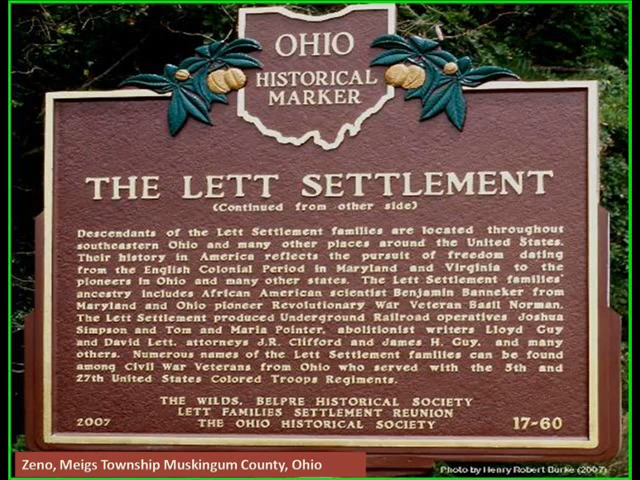 OHIO
HISTORICAL
MARKER
THE LETT SETTLEMENT
(Continued from other side)
Descendants of the Lett Settlement families are located throughout
southeastern Ohio and many other places around the United States.
Their history in America reflects the pursuit of freedom dating
from the English Colonial Period in Maryland and Virginia to the
pioneers in Ohio and many other states. The Lett Settlement families'
ancestry includes African American scientist Benjamin Banneker from
Maryland and Ohio pioneer Revolutionary War Veteran Basil Norman.
The Lett Settlement produced Underground Railroad operatives Joshua
Simpson and Tom and Maria Pointer, abolitionist writers Lloyd Guy
and David Lett, attorneys J.R. Clifford and James H. Guy, and many
others. Numerous names of the Lett Settlement families can be found
among Civil War Veterans from Ohio who served with the 5th and
27th United States Colored Troops Regiments.
THE WILDS, BELPRE HISTORICAL SOCIETY
LETT FAMILIES SETTLEMENT REUNION
2007 THE OHIO HISTORICAL SOCIETY 17-60
Zeno, Meigs Township Muskingum County, Ohio
Photo by Henry Robert Burke (2007)